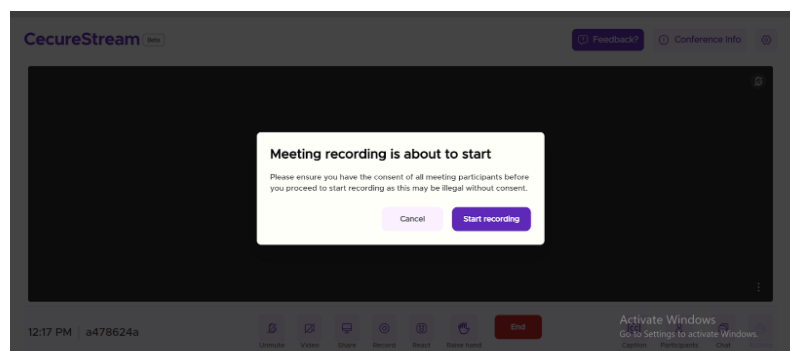 CecureStream Beta
Feedback?
Conference Info
Meeting recording is about to start
Please ensure you have the consent of all meeting participants before
you proceed to start recording as this may be illegal without consent.
Cancel
Start recording
12:17 PM
a478624a
Unmute
Video
Share
Record
React
Raise hand
End
Activate Windows
Go to Settings to activate Windows.
Caption
Participants
Chat